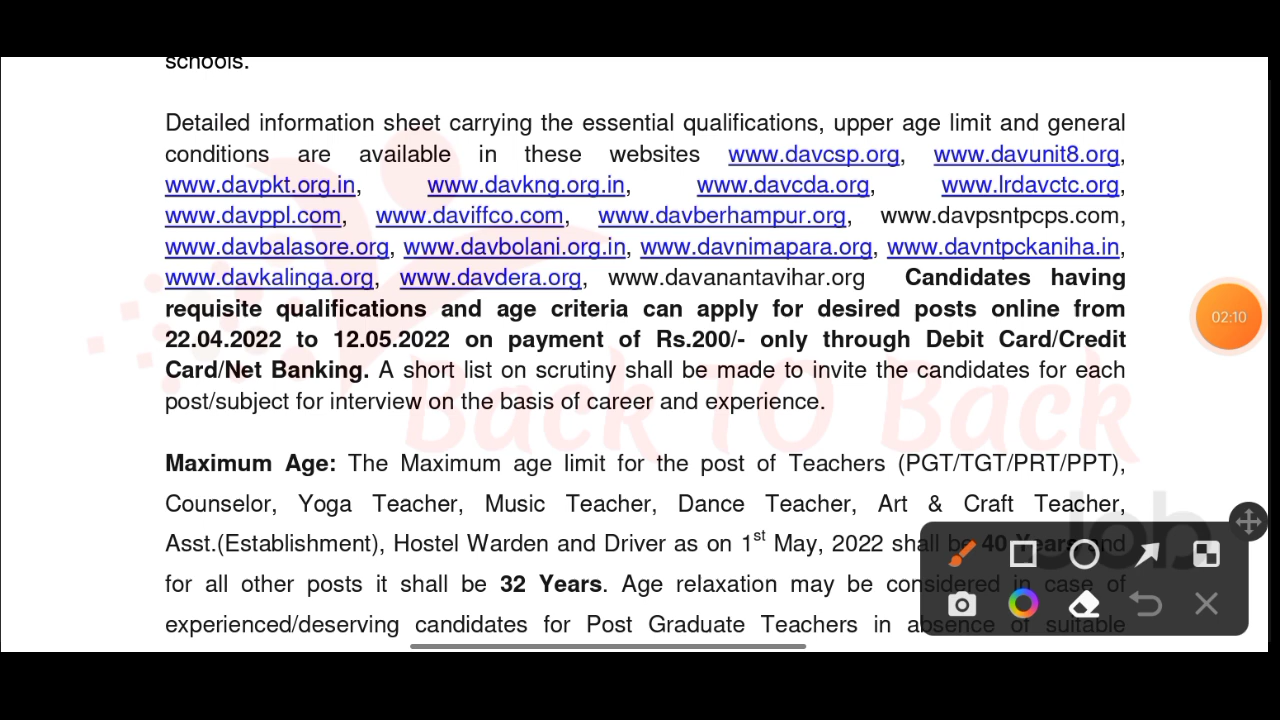 schools.
Detailed information sheet carrying the essential qualifications, upper age limit and general
conditions are available in these websites www.davcsp.org, www.davunit8.org,
www.davpkt.org.in, www.davkng.org.in, www.davcda.org, www.lrdavctc.org,
www.davppl.com, www.daviffco.com, www.davberhampur.org, www.davpsntpcps.com,
www.davbalasore.org, www.davbolani.org.in, www.davnimapara.org, www.davntpckaniha.in,
www.davkalinga.org, www.davdera.org, www.davanantavihar.org Candidates having
requisite qualifications and age criteria can apply for desired posts online from
22.04.2022 to 12.05.2022 on payment of Rs.200/- only through Debit Card/Credit
Card/Net Banking. A short list on scrutiny shall be made to invite the candidates for each
post/subject for interview on the basis of career and experience.
Back TO Back
Maximum Age: The Maximum age limit for the post of Teachers (PGT/TGT/PRT/PPT),
Counselor, Yoga Teacher, Music Teacher, Dance Teacher, Art & Craft Teacher,
job
Asst.(Establishment), Hostel Warden and Driver as on 1st May, 2022 shall be 40 Years and
for all other posts it shall be 32 Years. Age relaxation may be considered in case of
experienced/deserving candidates for Post Graduate Teachers in absence of suitable
02:10